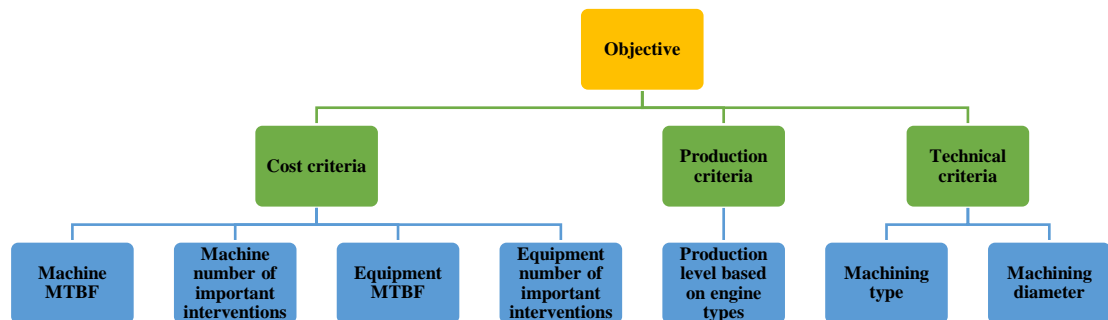 Objective
Cost criteria
Production
criteria
Technical
criteria
Machine
MTBF
Machine
number of
important
interventions
Equipment
MTBF
Equipment
number of
important
interventions
Production
level based
on engine
types
Machining
type
Machining
diameter